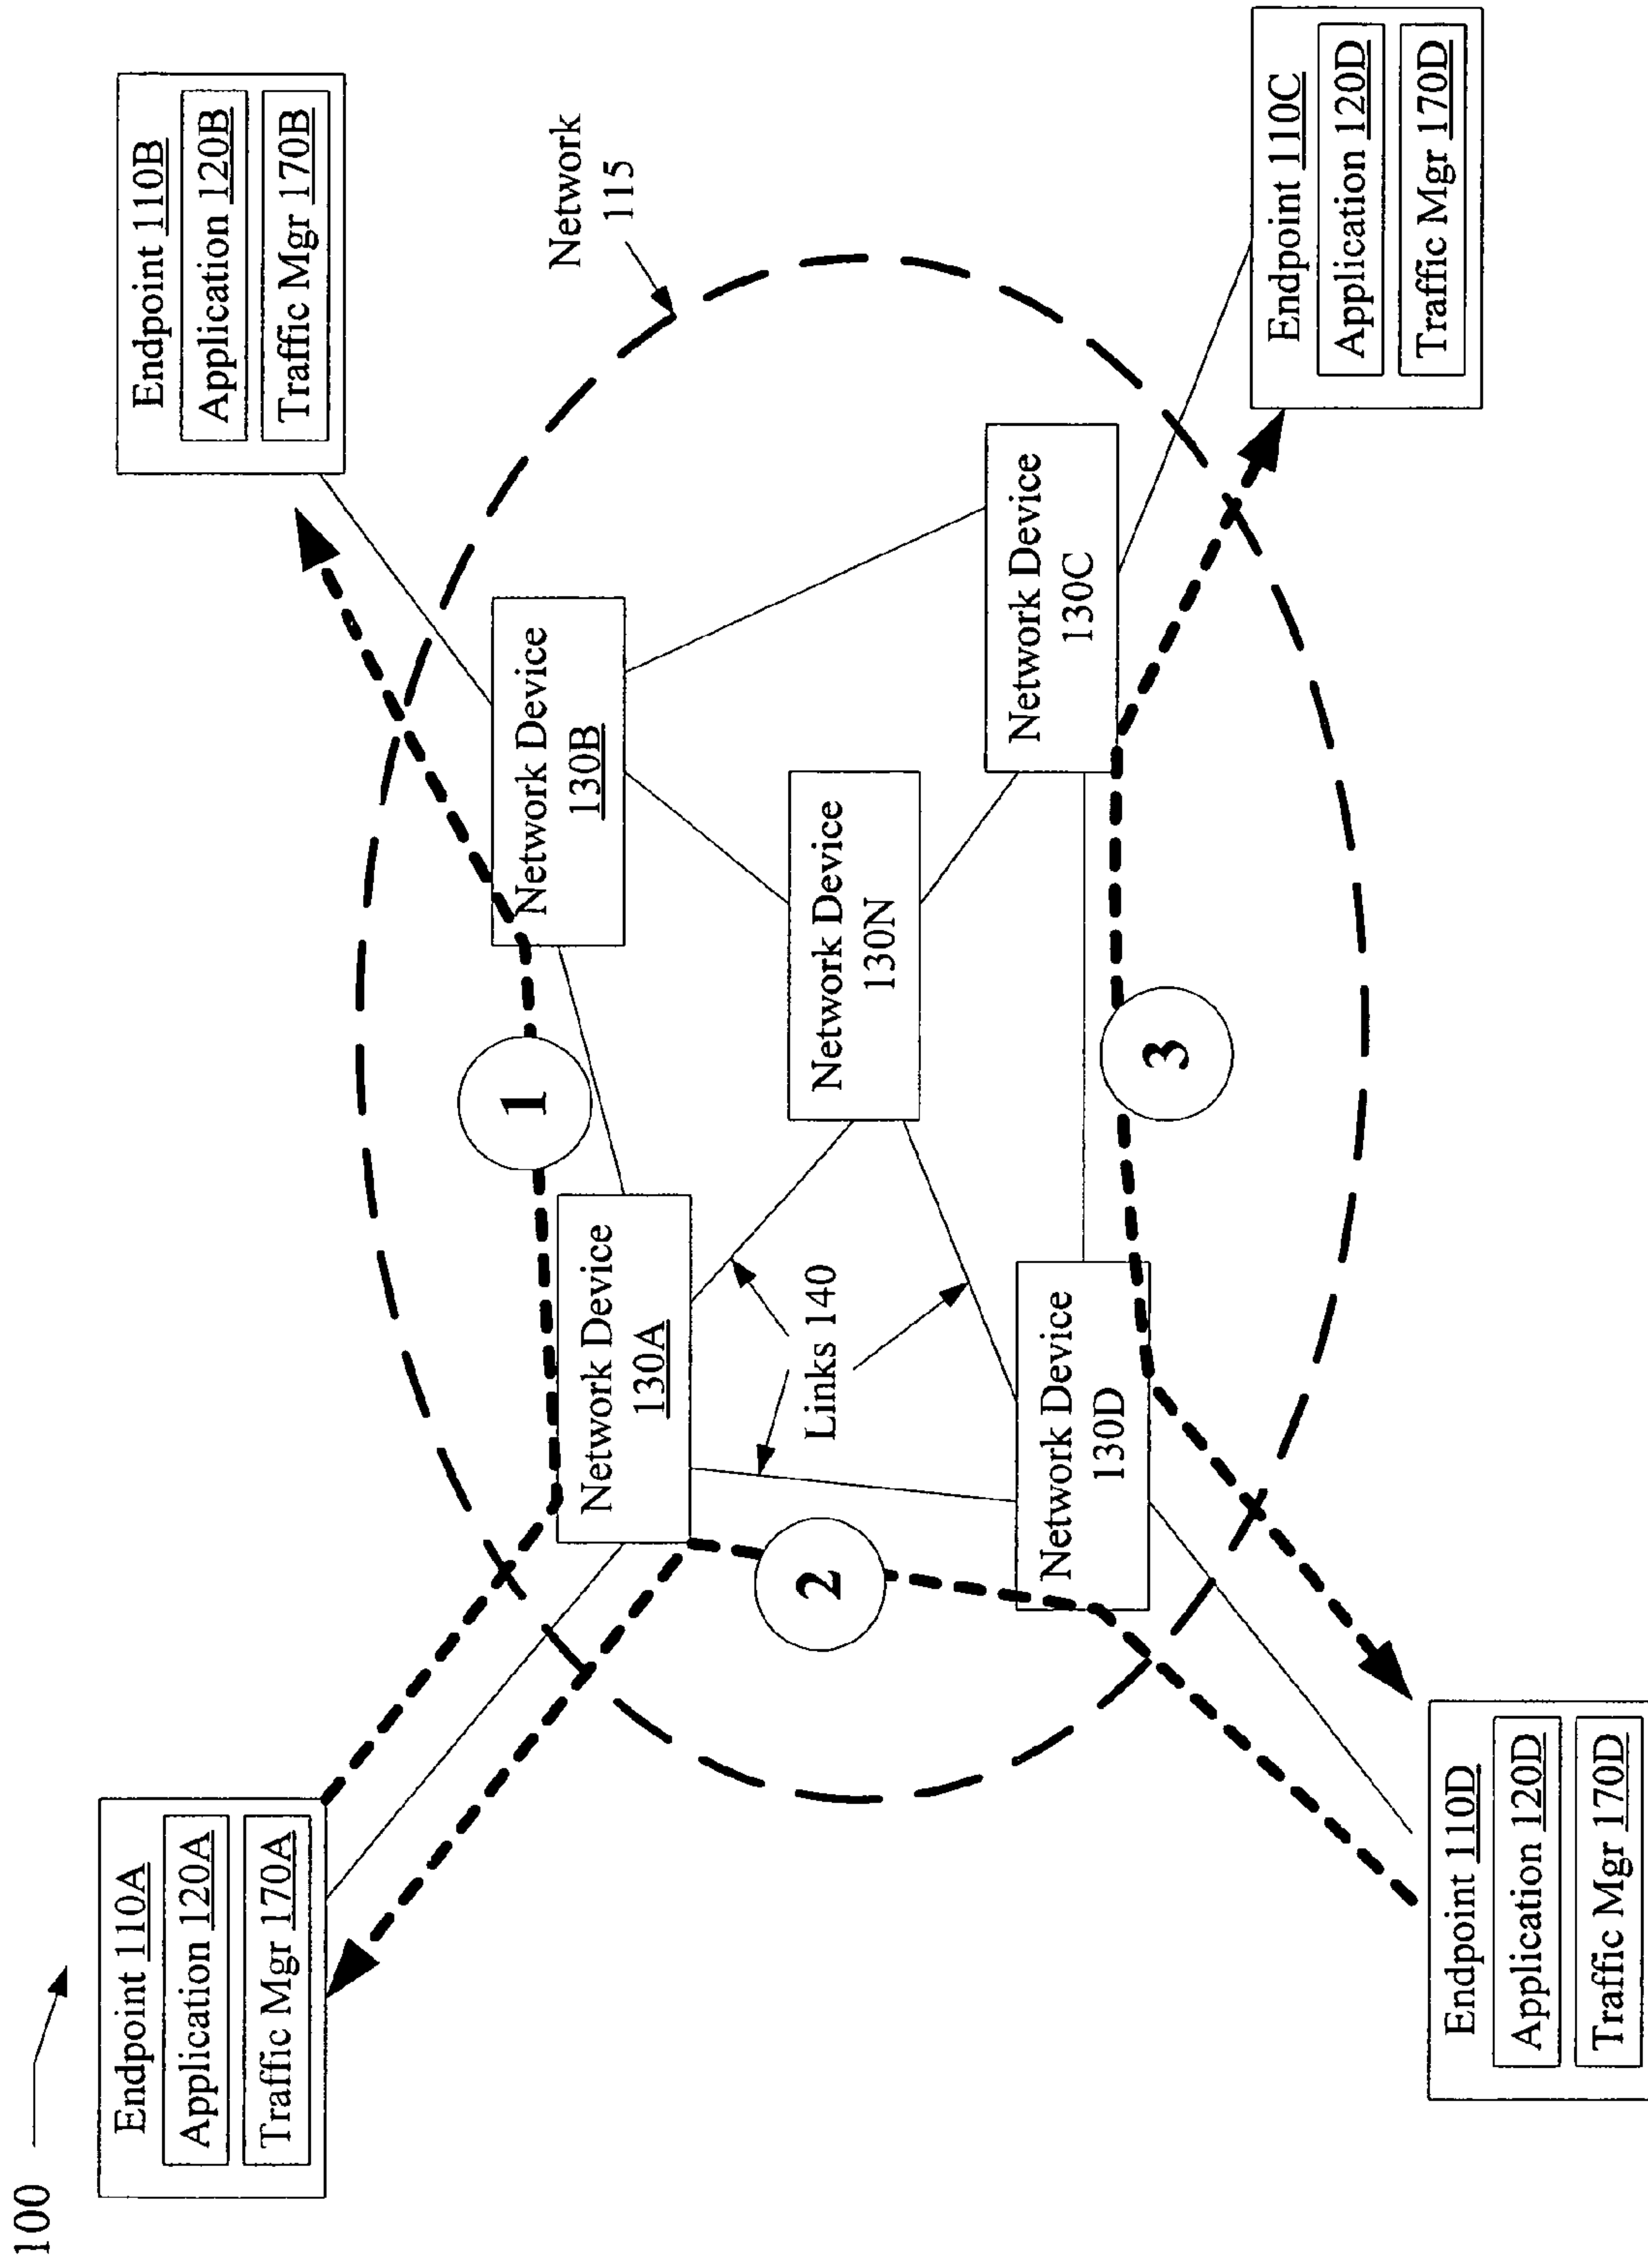 100
Endpoint 110A
Application 120A
Traffic Mgr 170A
Endpoint 110B
Application 120B
Traffic Mgr 170B
Network
115
1
Network Device
130B
Network Device
130A
Network Device
130N
Links 140
2
Network Device
130C
Network Device
130D
3
Endpoint 110D
Application 120D
Traffic Mgr 170D
Endpoint 110C
Application 120D
Traffic Mgr 170D